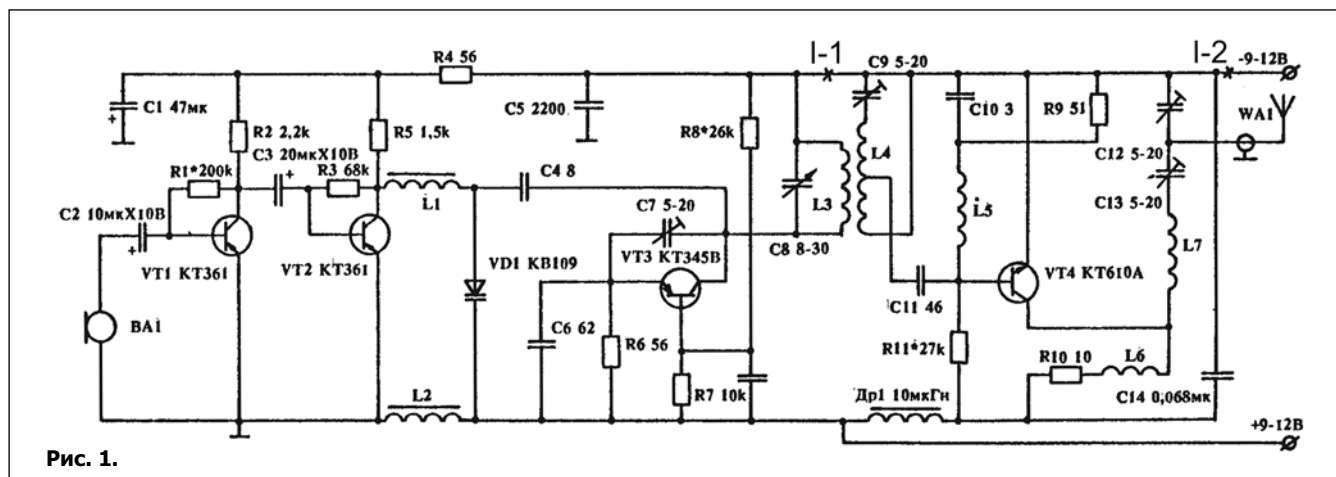 I-1
I-2
C9 5-20
-9-12В
R4 56
C1 47мк
C5 2200
C10 3
R9 51
WA1
R2 2,2k
R5 1,5k
R8*26k
C3 20мкХ10В
R1*200k
R3 68k
C4 8
L4
C12 5-20
L1
L3
C2 10мкХ10В
C7 5-20
L5
C13 5-20
C8 8-30
L7
VT3 КТ345В
VT1 КТ361
VT2 КТ361
VD1 КВ109
VT4 КТ610А
C11 46
BA1
C6 62
R6 56
R11*27k
R10 10
L6
L2
R7 10k
Др1 10мкГн
C14 0,068мк
+9-12В
Рис. 1.